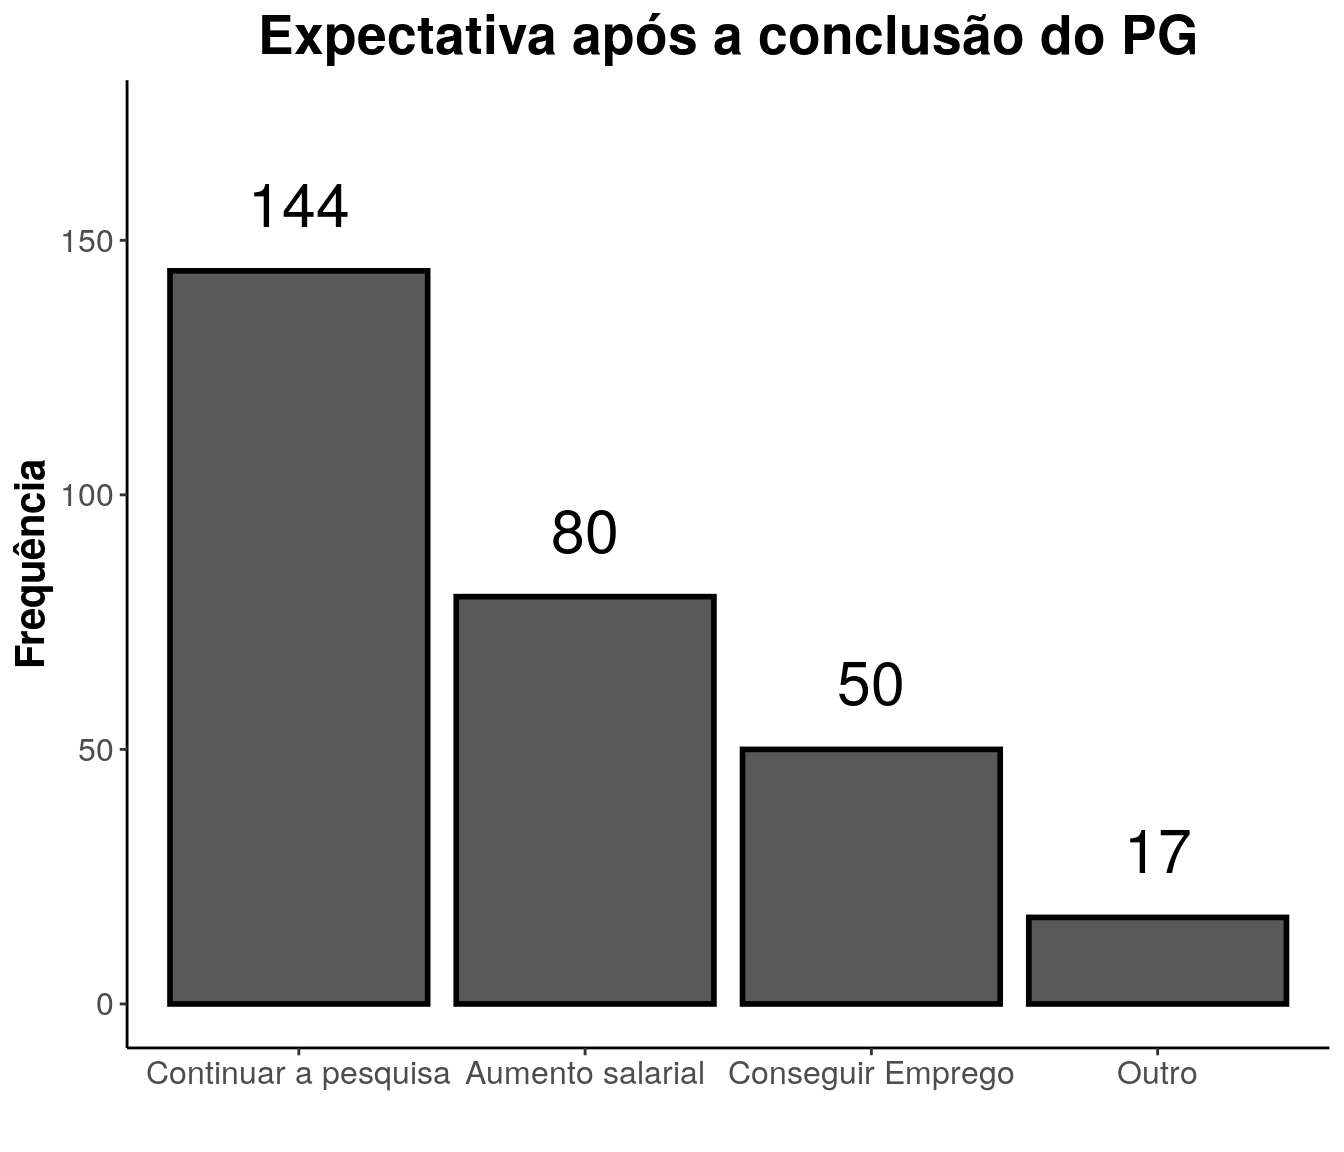 Expectativa após a conclusão do PG
Frequência
150
100
50
0
144
80
50
17
Continuar a pesquisa
Aumento salarial
Conseguir Emprego
Outro